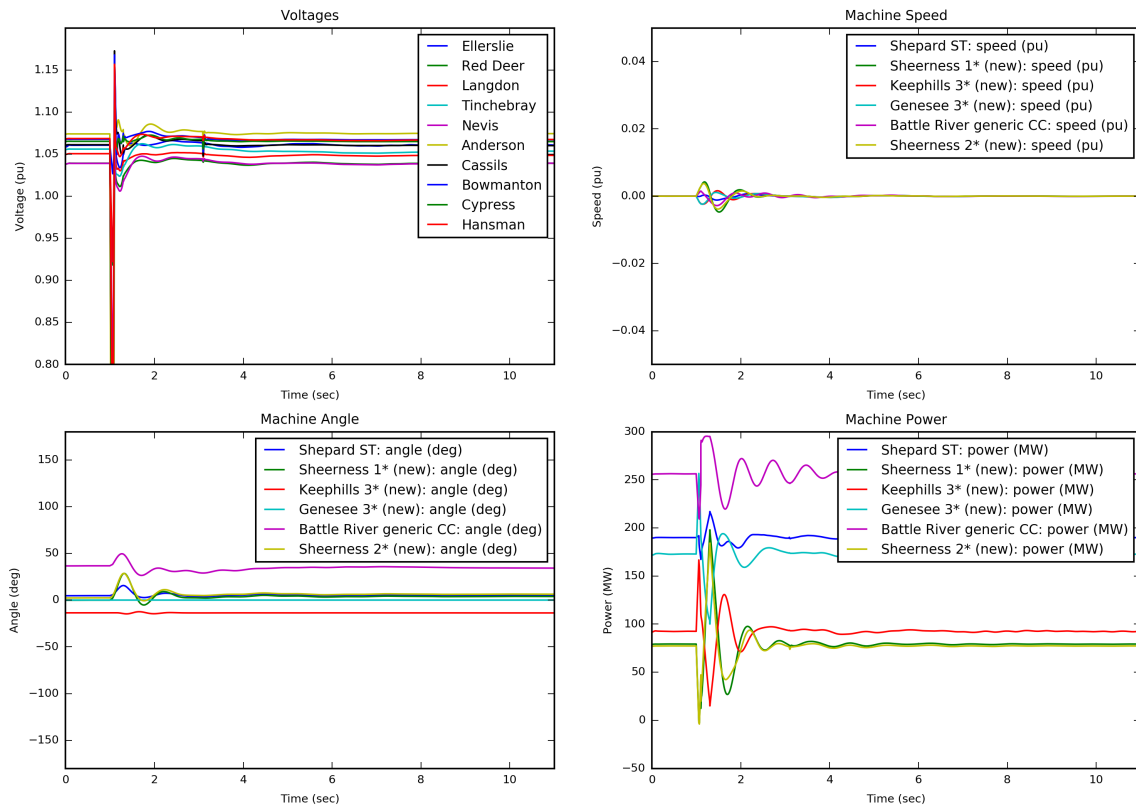 Voltages
1.15
1.10
1.05
1.00
0.95
0.90
0.85
0.80
Voltage (pu)
0
2
4
6
8
10
Time (sec)
Ellerslie
Red Deer
Langdon
Tinchebray
Nevis
Anderson
Cassils
Bowmanton
Cypress
Hansman
Machine Speed
0.04
0.02
0.00
−0.02
−0.04
Speed (pu)
0
2
4
6
8
10
Time (sec)
Shepard ST: speed (pu)
Sheerness 1* (new): speed (pu)
Keephills 3* (new): speed (pu)
Genesee 3* (new): speed (pu)
Battle River generic CC: speed (pu)
Sheerness 2* (new): speed (pu)
Machine Angle
150
100
50
0
−50
−100
−150
Angle (deg)
0
2
4
6
8
10
Time (sec)
Shepard ST: angle (deg)
Sheerness 1* (new): angle (deg)
Keephills 3* (new): angle (deg)
Genesee 3* (new): angle (deg)
Battle River generic CC: angle (deg)
Sheerness 2* (new): angle (deg)
Machine Power
300
250
200
150
100
50
0
−50
Power (MW)
0
2
4
6
8
10
Time (sec)
Shepard ST: power (MW)
Sheerness 1* (new): power (MW)
Keephills 3* (new): power (MW)
Genesee 3* (new): power (MW)
Battle River generic CC: power (MW)
Sheerness 2* (new): power (MW)